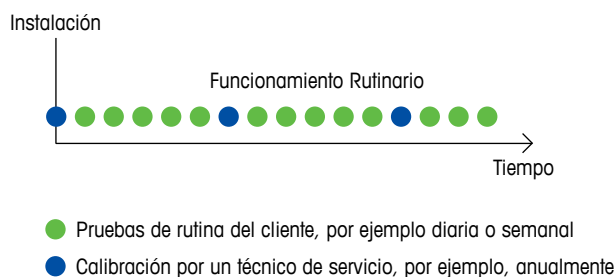 Instalación
Funcionamiento Rutinario
Tiempo
Pruebas de rutina del cliente, por ejemplo diaria o semanal
Calibración por un técnico de servicio, por ejemplo, anualmente